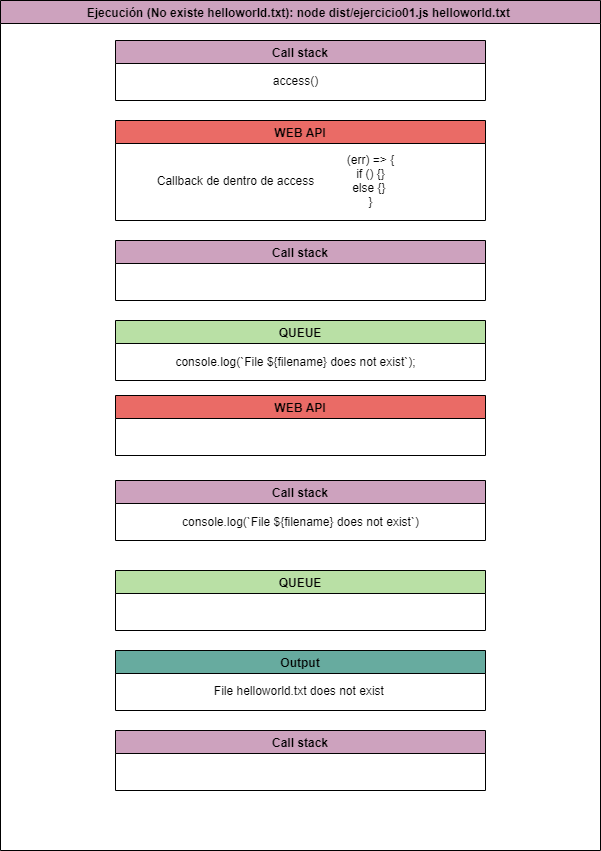 Ejecución (No existe helloworld.txt): node dist/ejercicio01.js helloworld.txt
Call stack
access()
WEB API
Callback de dentro de access
(err) => {
if () {}
else {}
}
Call stack
QUEUE
console.log(`File ${filename} does not exist`);
WEB API
Call stack
console.log(`File ${filename} does not exist`)
QUEUE
Output
File helloworld.txt does not exist
Call stack